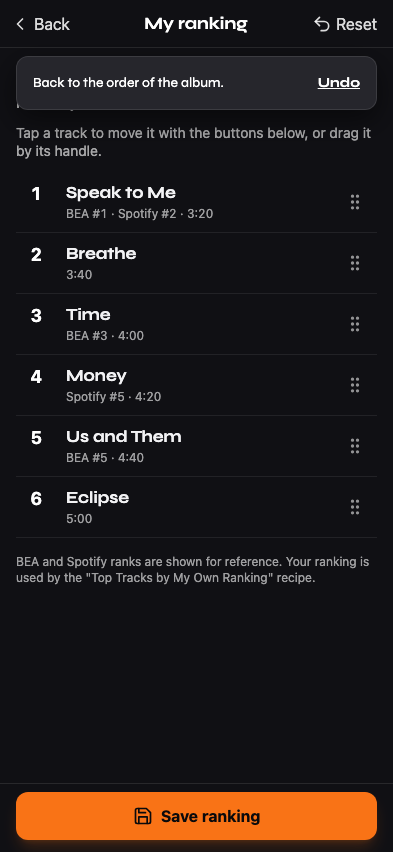 Back
My ranking
Reset
Back to the order of the album.
Undo
Tap a track to move it with the buttons below, or drag it
by its handle.
1
Speak to Me
BEA #1 · Spotify #2 · 3:20
2
Breathe
3:40
3
Time
BEA #3 · 4:00
4
Money
Spotify #5 · 4:20
5
Us and Them
BEA #5 · 4:40
6
Eclipse
5:00
BEA and Spotify ranks are shown for reference. Your ranking is
used by the "Top Tracks by My Own Ranking" recipe.
Save ranking